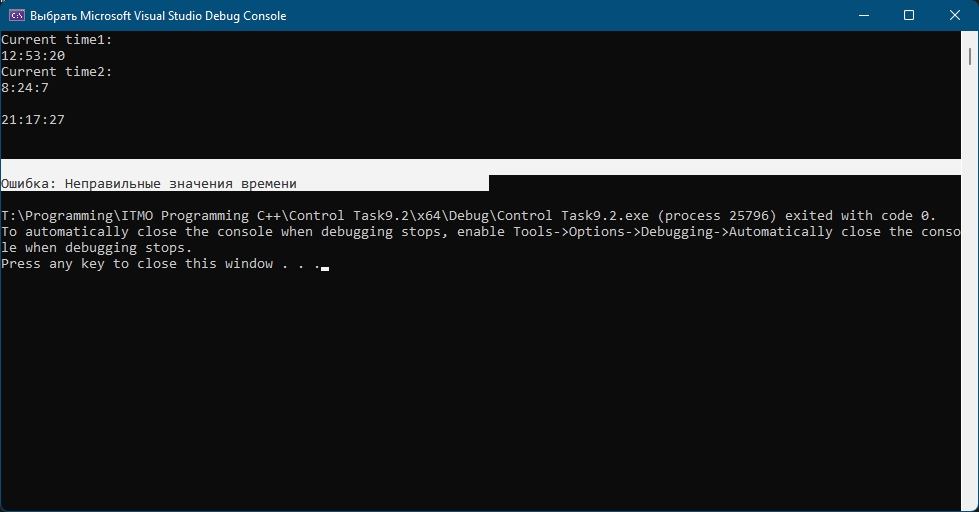 Выбрать Microsoft Visual Studio Debug Console
Current time1:
12:53:20
Current time2:
8:24:7
21:17:27
Ошибка: Неправильные значения времени
T:\Programming\ITMO Programming C++\Control Task9.2\x64\Debug\Control Task9.2.exe (process 25796) exited with code 0.
To automatically close the console when debugging stops, enable Tools->Options->Debugging->Automatically close the conso
le when debugging stops.
Press any key to close this window . . .